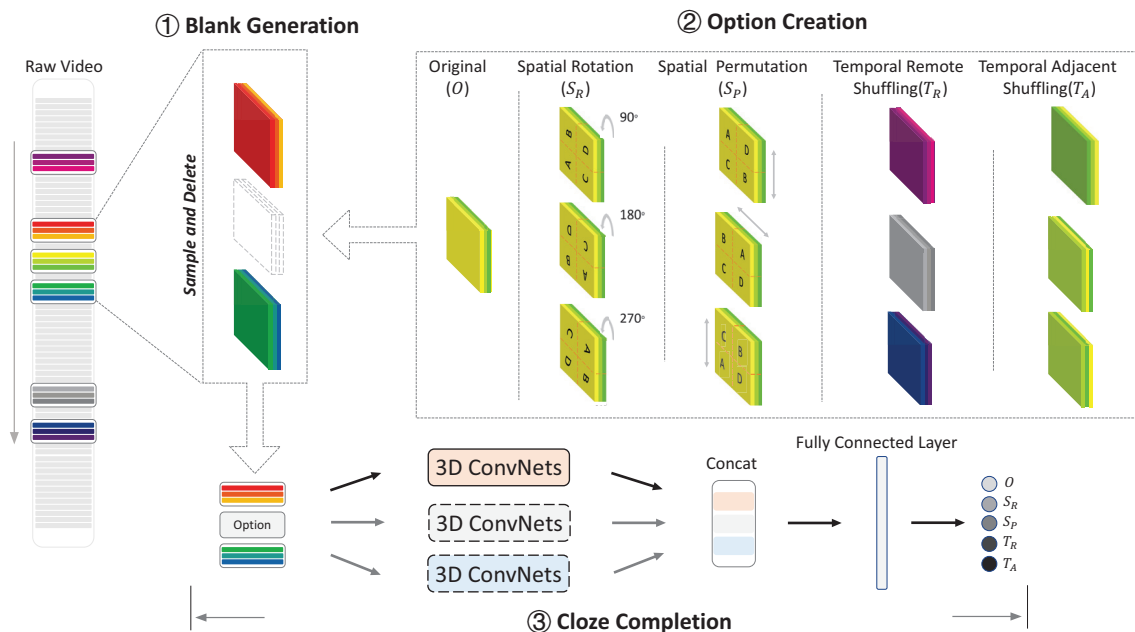 ① Blank Generation
② Option Creation
Raw Video
Sample and Delete
Original
(O)
Spatial Rotation
(S_R)
Spatial Permutation
(S_P)
Temporal Remote
Shuffling(T_R)
Temporal Adjacent
Shuffling(T_A)
90°
A B C D
180°
A B C D
270°
A B C D
A D
C B
B A
C D
C B
A D
Option
3D ConvNets
3D ConvNets
3D ConvNets
Concat
Fully Connected Layer
O
S_R
S_P
T_R
T_A
③ Cloze Completion